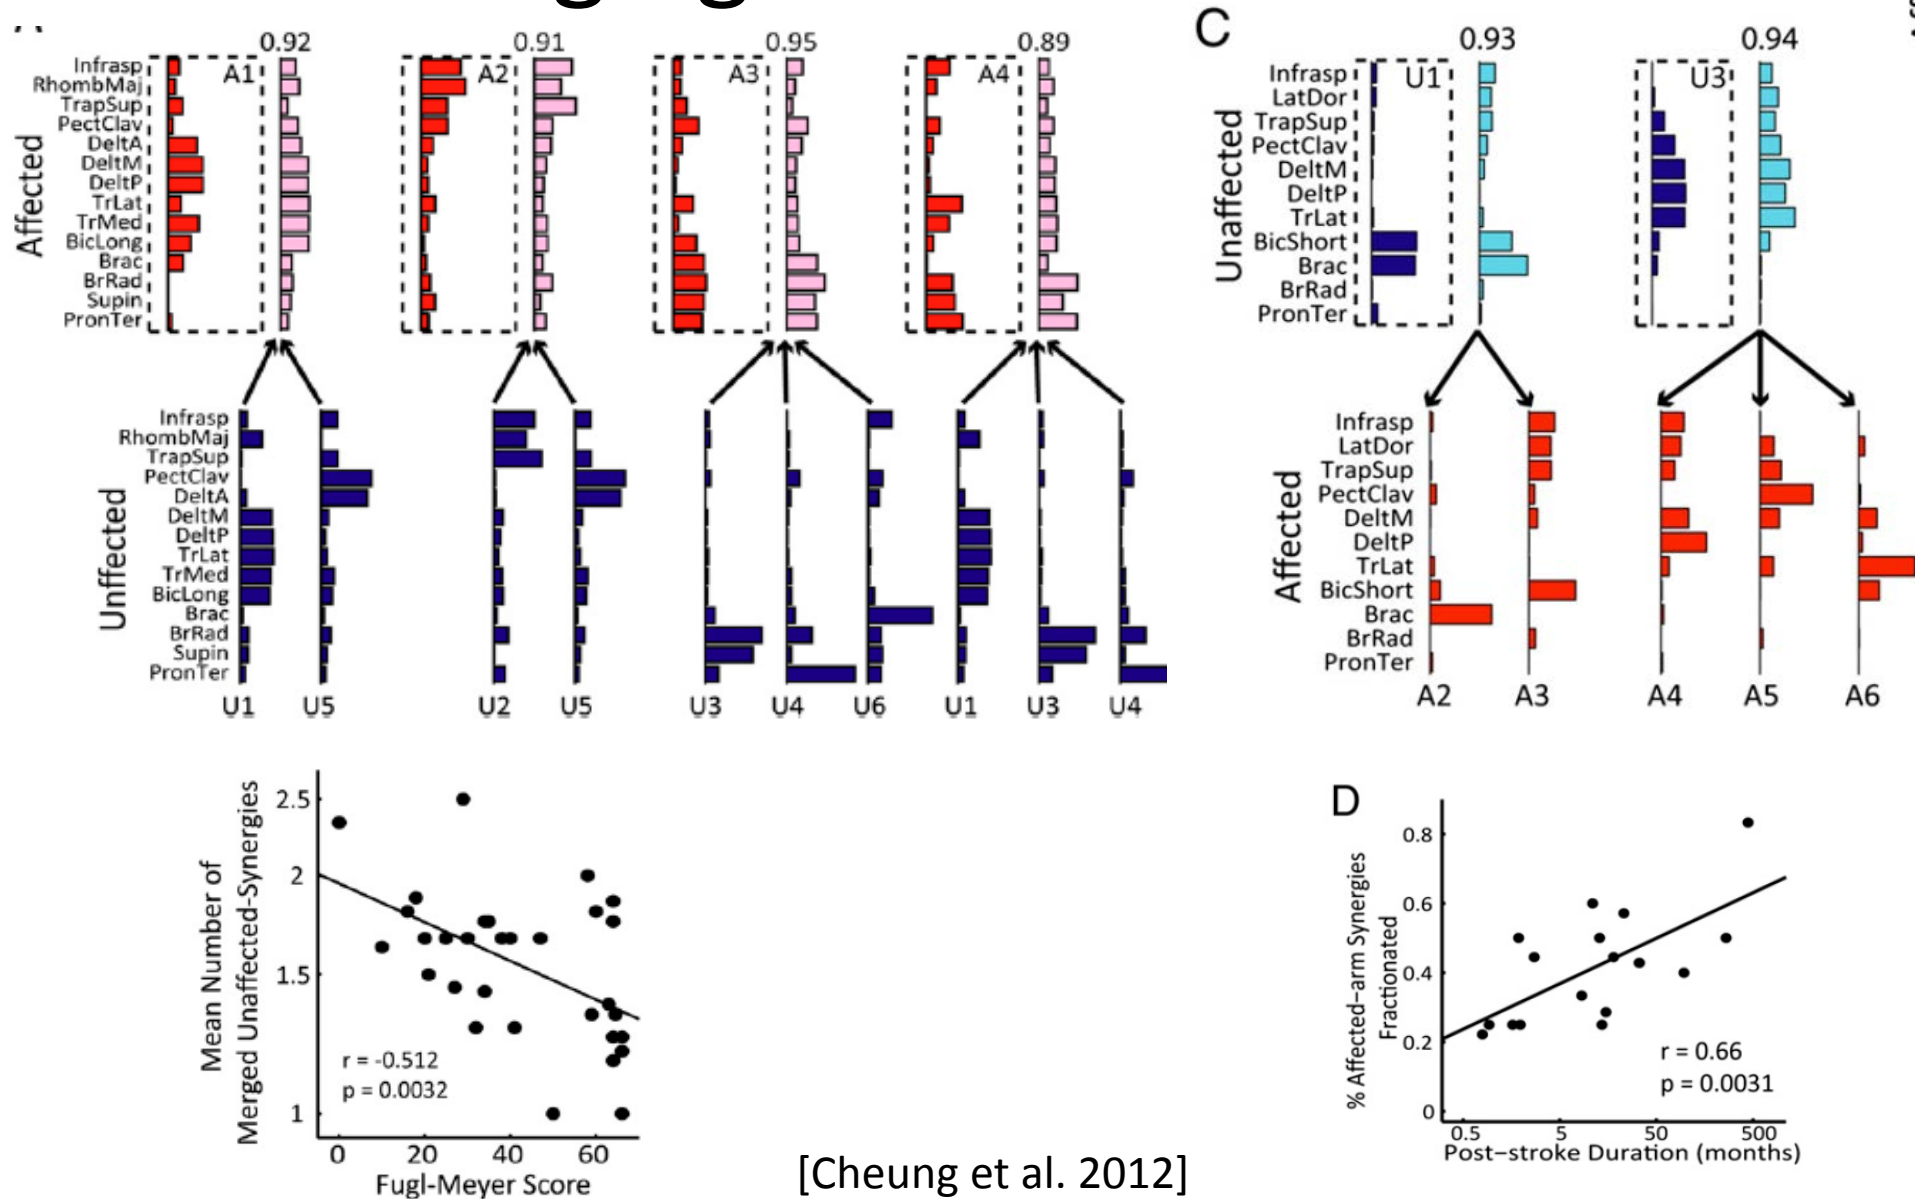 0.92
0.91
0.95
0.89
Affected
Infrasp
RhombMaj
TrapSup
PectClav
DeltA
DeltM
DeltP
TrLat
TrMed
BicLong
Brac
BrRad
Supin
PronTer
A1
A2
A3
A4
Unffected
Infrasp
RhombMaj
TrapSup
PectClav
DeltA
DeltM
DeltP
TrLat
TrMed
BicLong
Brac
BrRad
Supin
PronTer
U1
U5
U2
U5
U3
U4
U6
U1
U3
U4
C
0.93
0.94
Unaffected
Infrasp
LatDor
TrapSup
PectClav
DeltM
DeltP
TrLat
BicShort
Brac
BrRad
PronTer
U1
U3
Affected
Infrasp
LatDor
TrapSup
PectClav
DeltM
DeltP
TrLat
BicShort
Brac
BrRad
PronTer
A2
A3
A4
A5
A6
Mean Number of
Merged Unaffected-Synergies
2.5
2
1.5
1
r = -0.512
p = 0.0032
0
20
40
60
Fugl-Meyer Score
D
% Affected-arm Synergies
Fractionated
0.8
0.6
0.4
0.2
0
r = 0.66
p = 0.0031
0.5
5
50
500
Post-stroke Duration (months)
[Cheung et al. 2012]